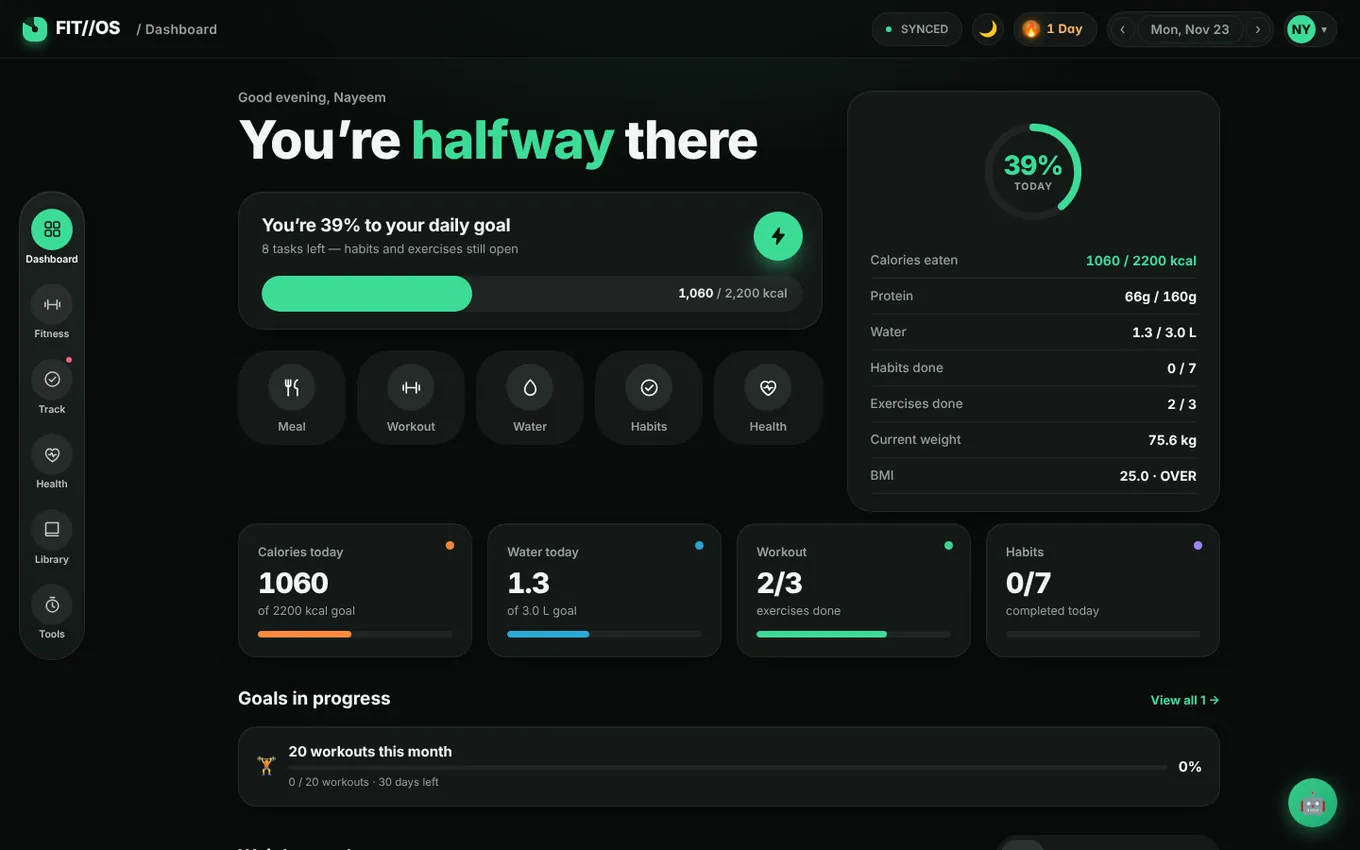 FIT//OS
/ Dashboard
SYNCED
1 Day
‹ Mon, Nov 23 ›
NY
Dashboard
Fitness
Track
Health
Library
Tools
Good evening, Nayeem
You’re halfway there
You’re 39% to your daily goal
8 tasks left — habits and exercises still open
1,060 / 2,200 kcal
Meal
Workout
Water
Habits
Health
39%
TODAY
Calories eaten 1060 / 2200 kcal
Protein 66g / 160g
Water 1.3 / 3.0 L
Habits done 0 / 7
Exercises done 2 / 3
Current weight 75.6 kg
BMI 25.0 · OVER
Calories today
1060
of 2200 kcal goal
Water today
1.3
of 3.0 L goal
Workout
2/3
exercises done
Habits
0/7
completed today
Goals in progress
View all 1 →
20 workouts this month
0 / 20 workouts · 30 days left
0%